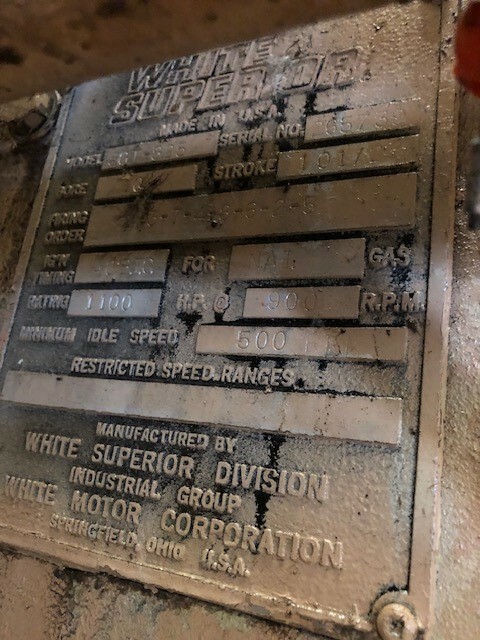 WHITE
SUPERIOR
MADE IN U.S.A.
MODEL SERIAL NO.
BORE STROKE
FIRING
ORDER
IG'N
TIMING FOR GAS
RATING 1100 H.P. @ 900 R.P.M.
MINIMUM IDLE SPEED 500
RESTRICTED SPEED RANGES
MANUFACTURED BY
WHITE SUPERIOR DIVISION
INDUSTRIAL GROUP
WHITE MOTOR CORPORATION
SPRINGFIELD, OHIO U.S.A.